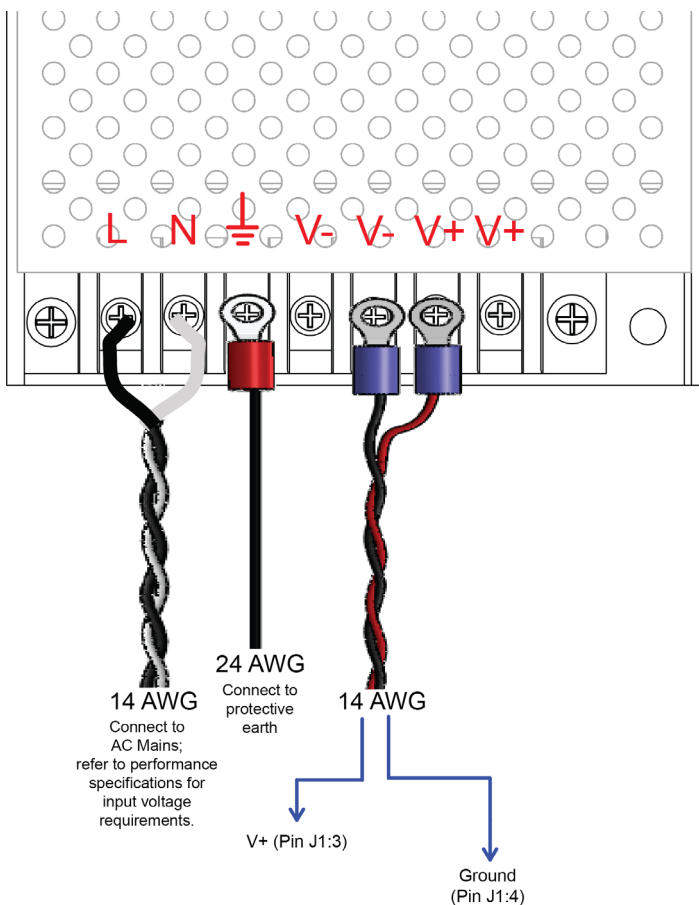 L N V- V- V+ V+
24 AWG
Connect to
protective
earth
14 AWG
Connect to
AC Mains;
refer to performance
specifications for
input voltage
requirements.
14 AWG
V+ (Pin J1:3)
Ground
(Pin J1:4)